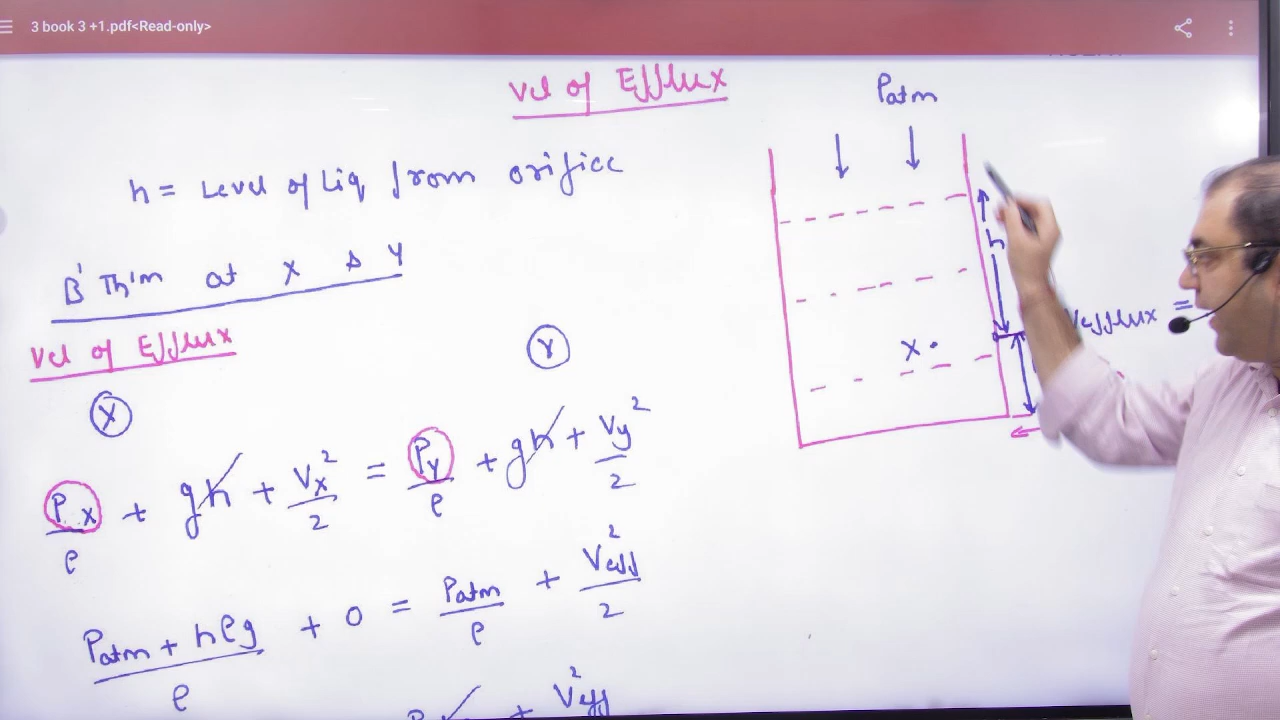 3 book 3 +1.pdf<Read-only>
Vel of Efflux
Patm
h = Level of Liq from orifice
h
B' Th'm at X & Y
Vefflux =
Vel of Efflux
X
Y
X
Px/ρ + gh + Vx²/2 = Py/ρ + gh + Vy²/2
Patm + hρg/ρ + 0 = Patm/ρ + Veff²/2
+ V²eff